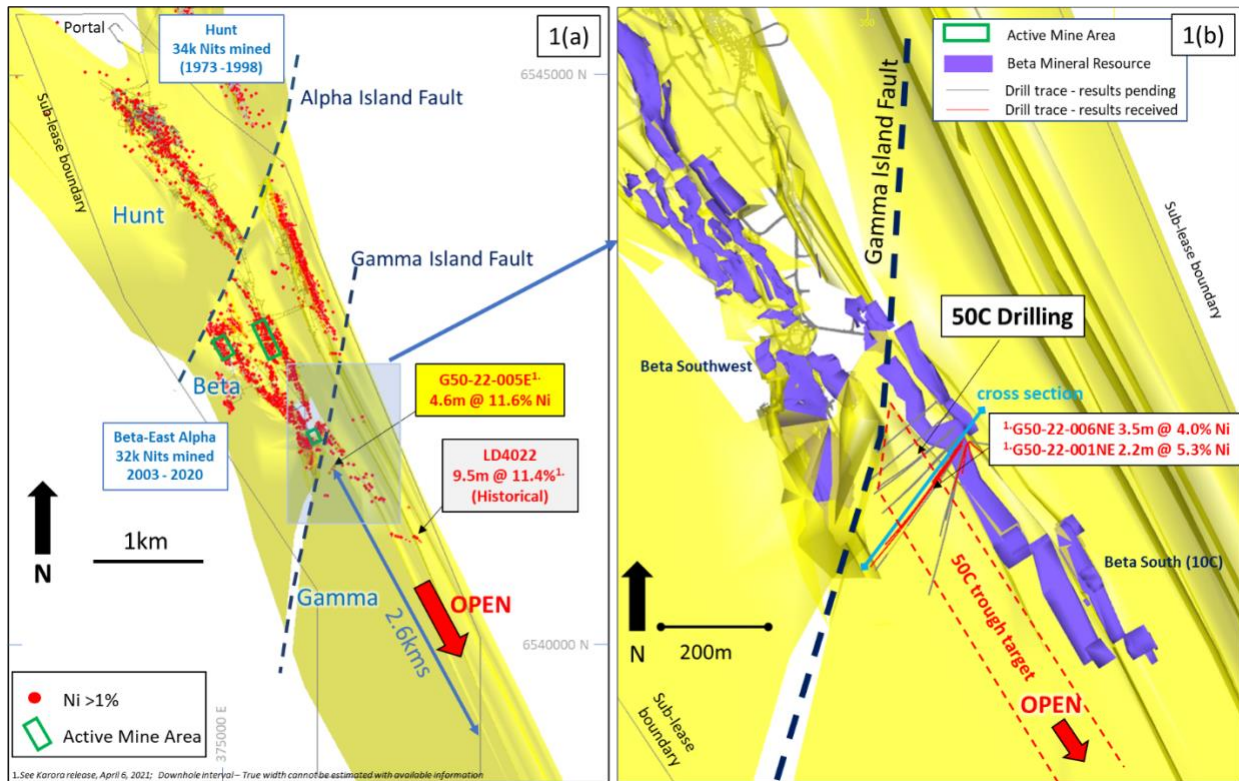 1(a)
Portal
Hunt
34k Nits mined
(1973 -1998)
6545000 N
Alpha Island Fault
Sub-lease boundary
Hunt
Gamma Island Fault
Beta
G50-22-005E1.
4.6m @ 11.6% Ni
Beta-East Alpha
32k Nits mined
2003 - 2020
LD4022
9.5m @ 11.4%1.
(Historical)
1km
N
Gamma
OPEN
2.6kms
6540000 N
Ni >1%
Active Mine Area
375000 E
1.See Karora release, April 6, 2021; Downhole interval – True width cannot be estimated with available information
1(b)
Active Mine Area
Beta Mineral Resource
Drill trace - results pending
Drill trace - results received
Gamma Island Fault
Sub-lease boundary
50C Drilling
Beta Southwest
cross section
1.G50-22-006NE 3.5m @ 4.0% Ni
1.G50-22-001NE 2.2m @ 5.3% Ni
Beta South (10C)
50C trough target
N
200m
OPEN
Sub-lease
boundary